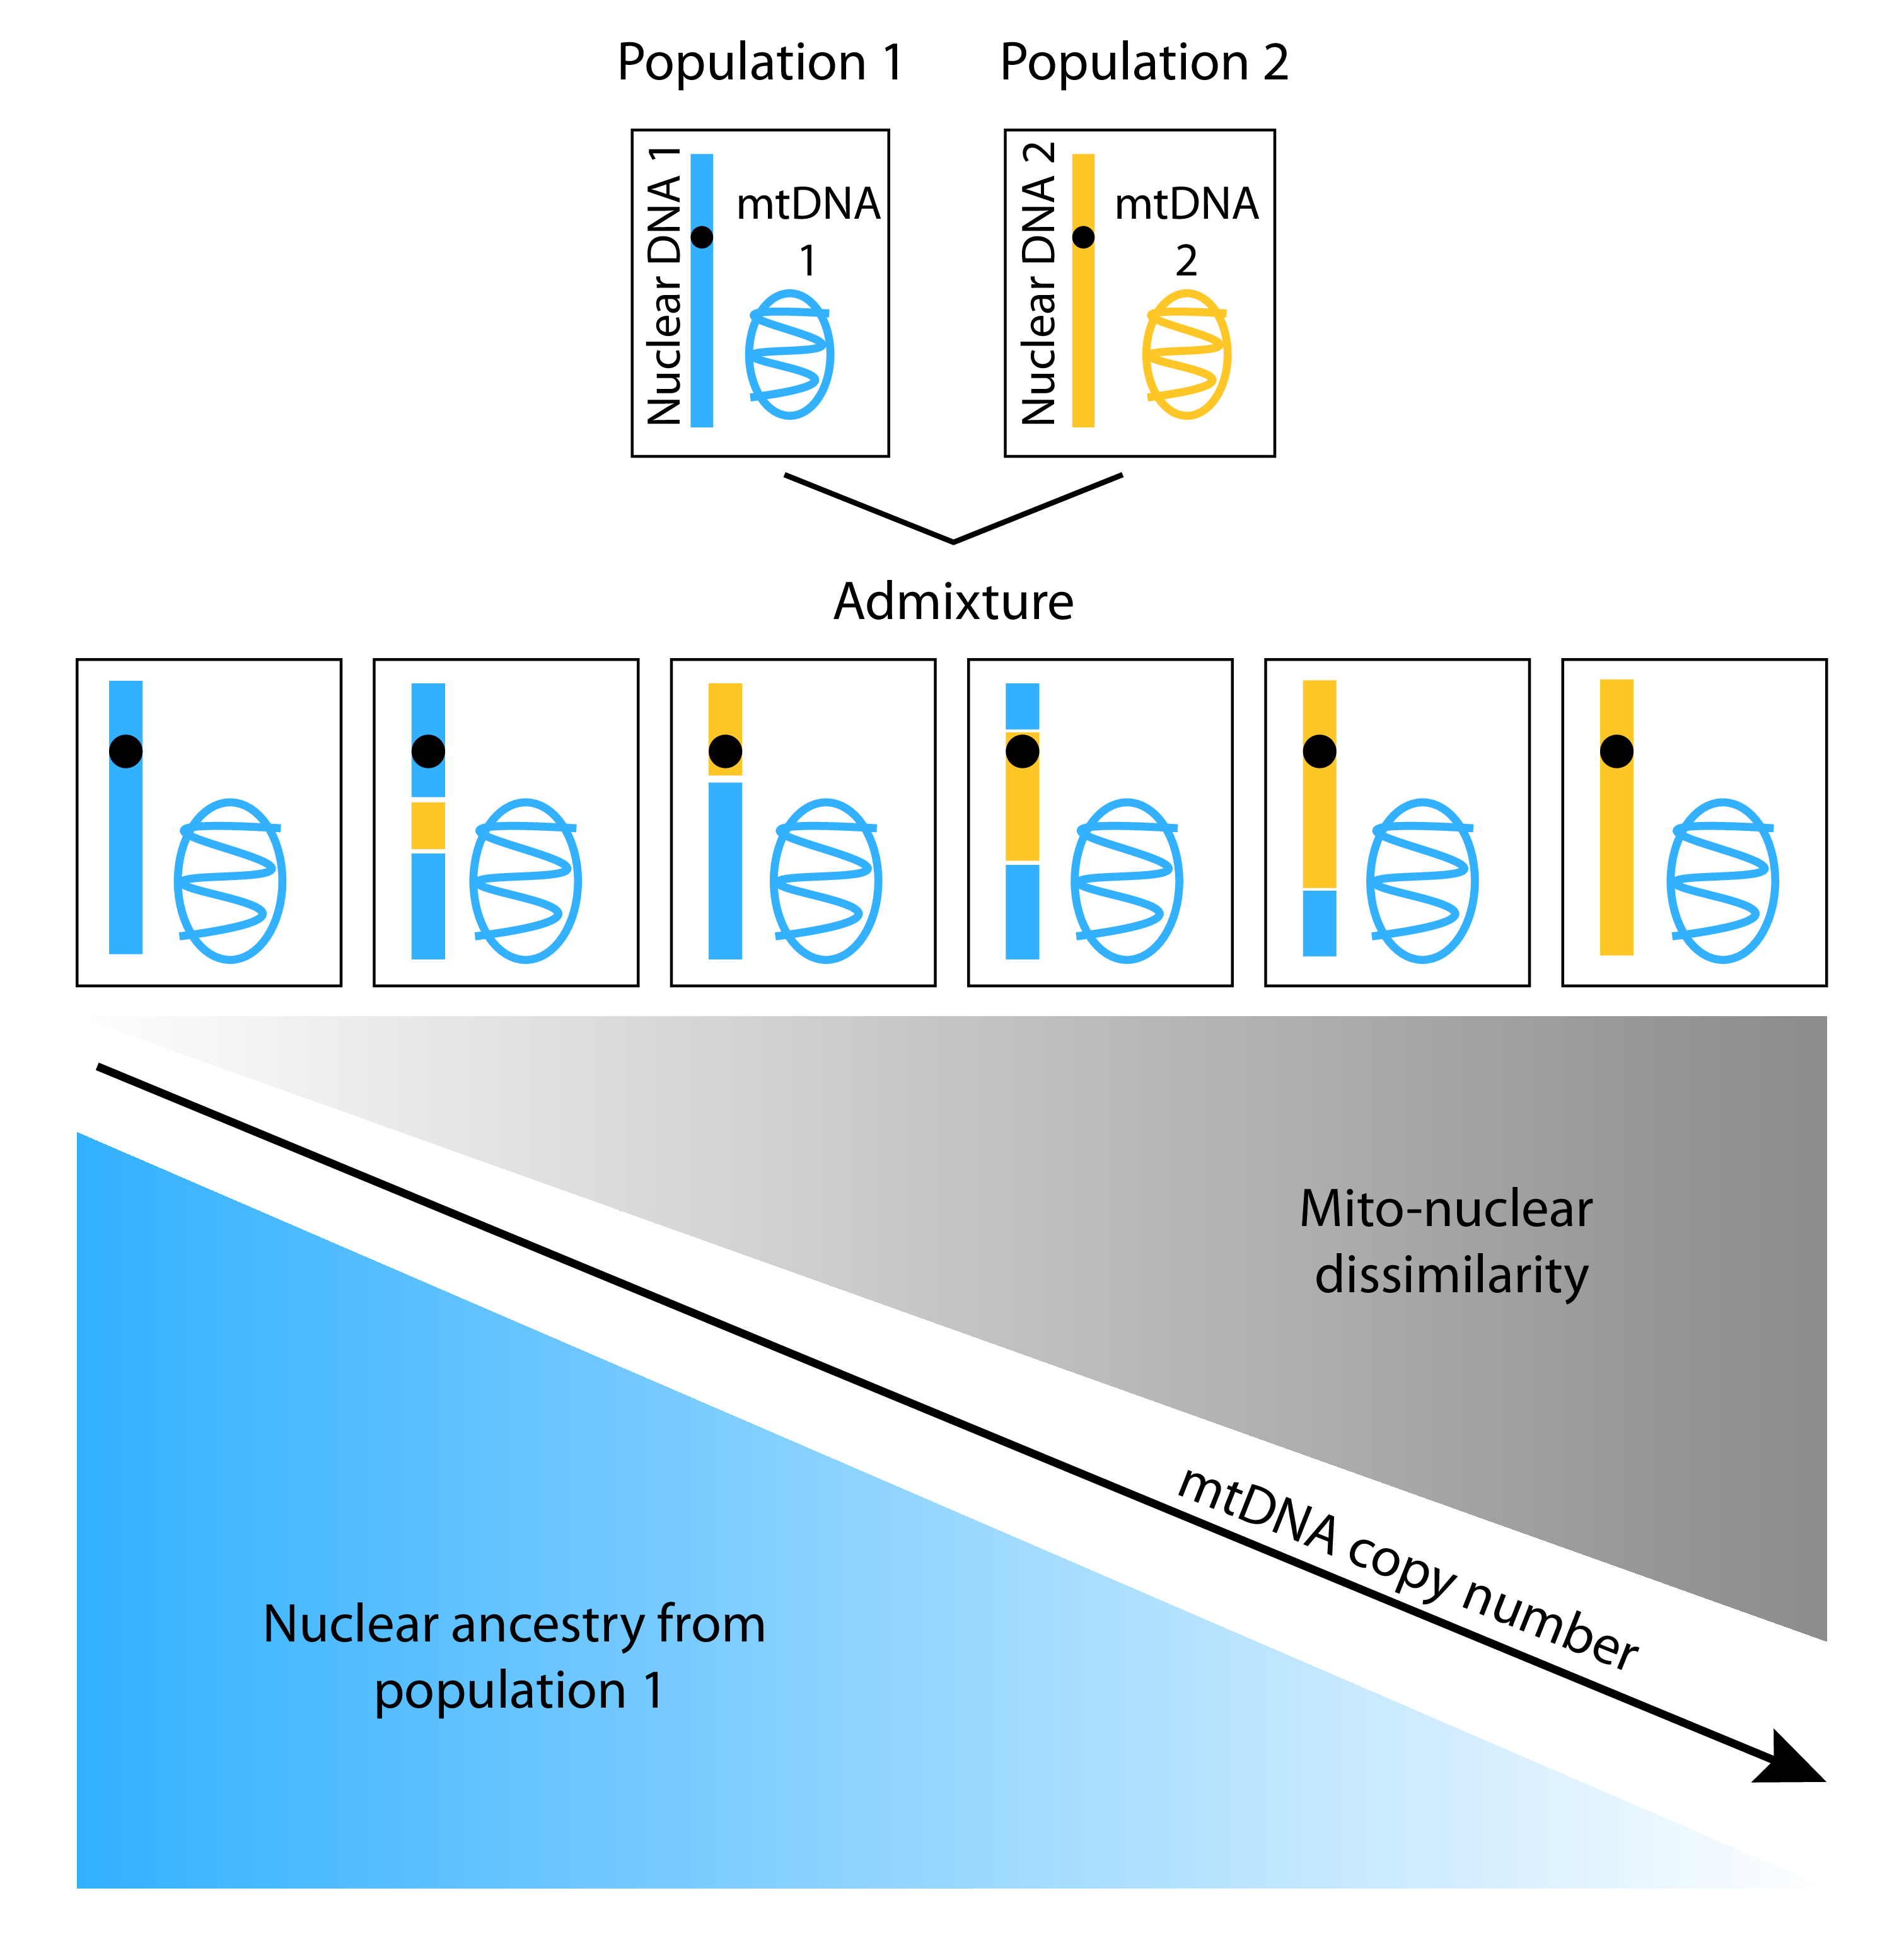 Population 1
Population 2
Nuclear DNA 1
mtDNA
1
Nuclear DNA 2
mtDNA
2
Admixture
Mito-nuclear
dissimilarity
mtDNA copy number
Nuclear ancestry from
population 1